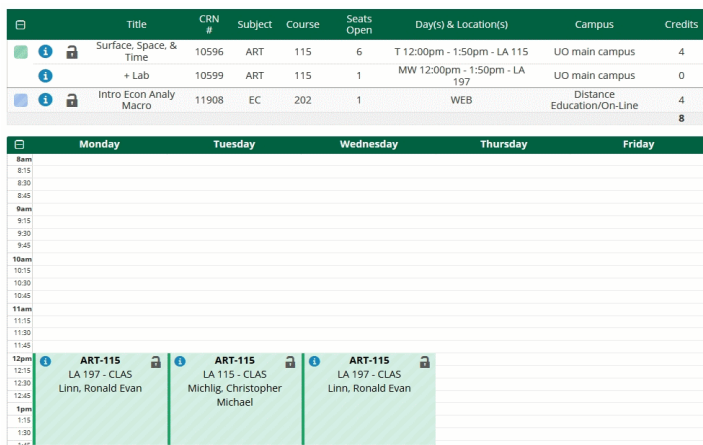 Title CRN # Subject Course Seats Open Day(s) & Location(s) Campus Credits
Surface, Space, & Time 10596 ART 115 6 T 12:00pm - 1:50pm - LA 115 UO main campus 4
+ Lab 10599 ART 115 1 MW 12:00pm - 1:50pm - LA 197 UO main campus 0
Intro Econ Analy Macro 11908 EC 202 1 WEB Distance Education/On-Line 4
8
Monday Tuesday Wednesday Thursday Friday
8am
8:15
8:30
8:45
9am
9:15
9:30
9:45
10am
10:15
10:30
10:45
11am
11:15
11:30
11:45
12pm ART-115 ART-115 ART-115
12:15 LA 197 - CLAS LA 115 - CLAS LA 197 - CLAS
12:30 Linn, Ronald Evan Michlig, Christopher Linn, Ronald Evan
12:45 Michael
1pm
1:15
1:30